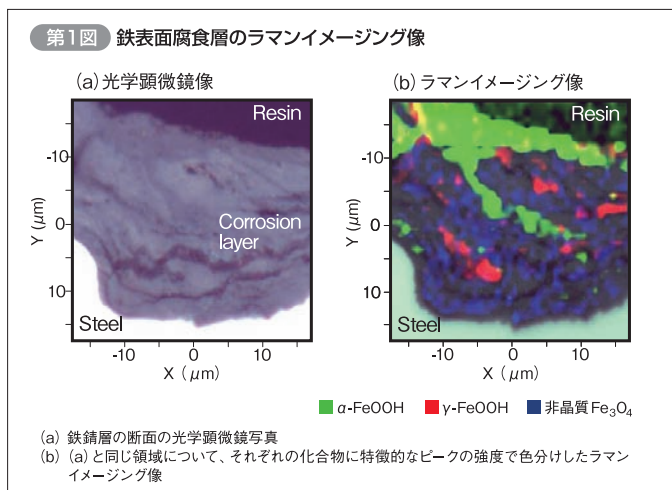 第1図 鉄表面腐食層のラマンイメージング像
(a)光学顕微鏡像
(b)ラマンイメージング像
Resin
Corrosion
layer
Steel
Y (μm)
-10
0
10
-10 0 10
X (μm)
Resin
Steel
Y (μm)
-10
0
10
-10 0 10
X (μm)
α-FeOOH γ-FeOOH 非晶質Fe₃O₄
(a) 鉄錆層の断面の光学顕微鏡写真
(b) (a)と同じ領域について、それぞれの化合物に特徴的なピークの強度で色分けしたラマン
イメージング像